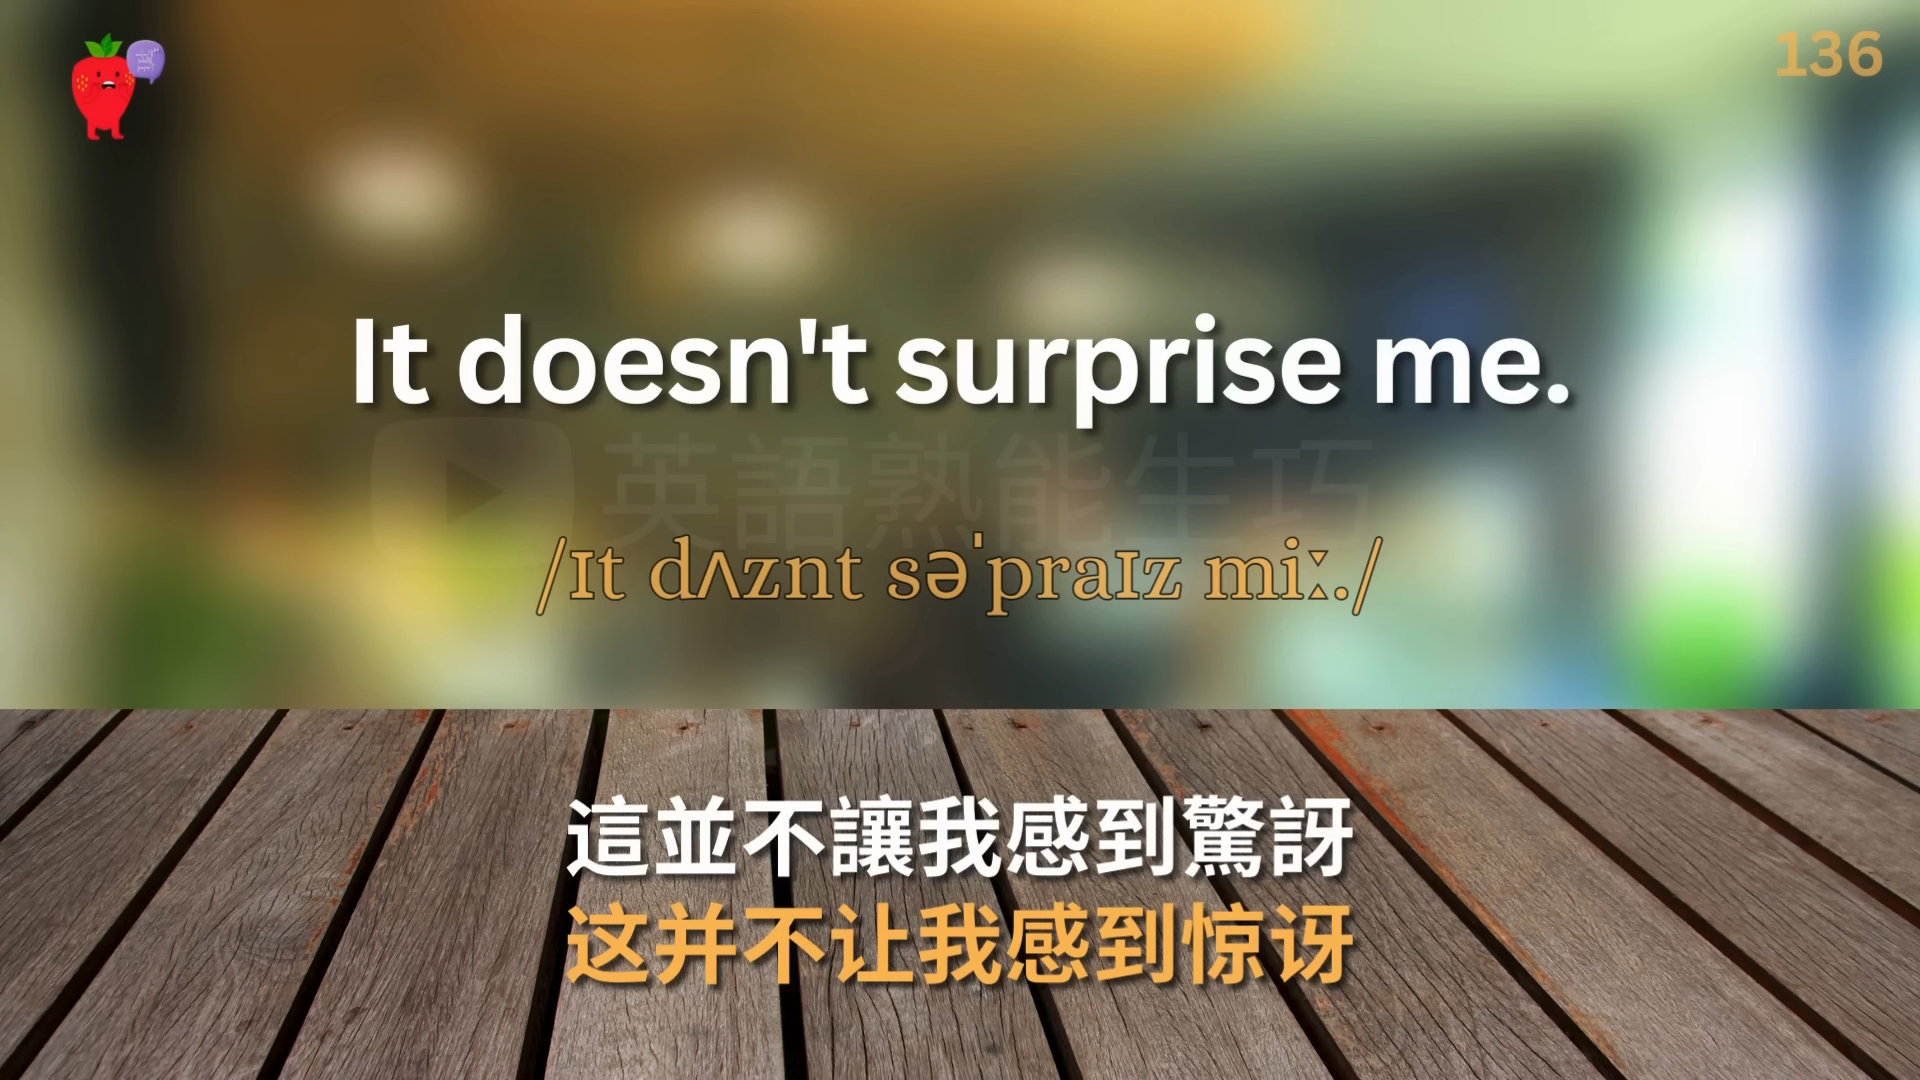 136
It doesn't surprise me.
英語熟能生巧
/ɪt dʌznt səˈpraɪz miː./
這並不讓我感到驚訝
这并不让我感到惊讶